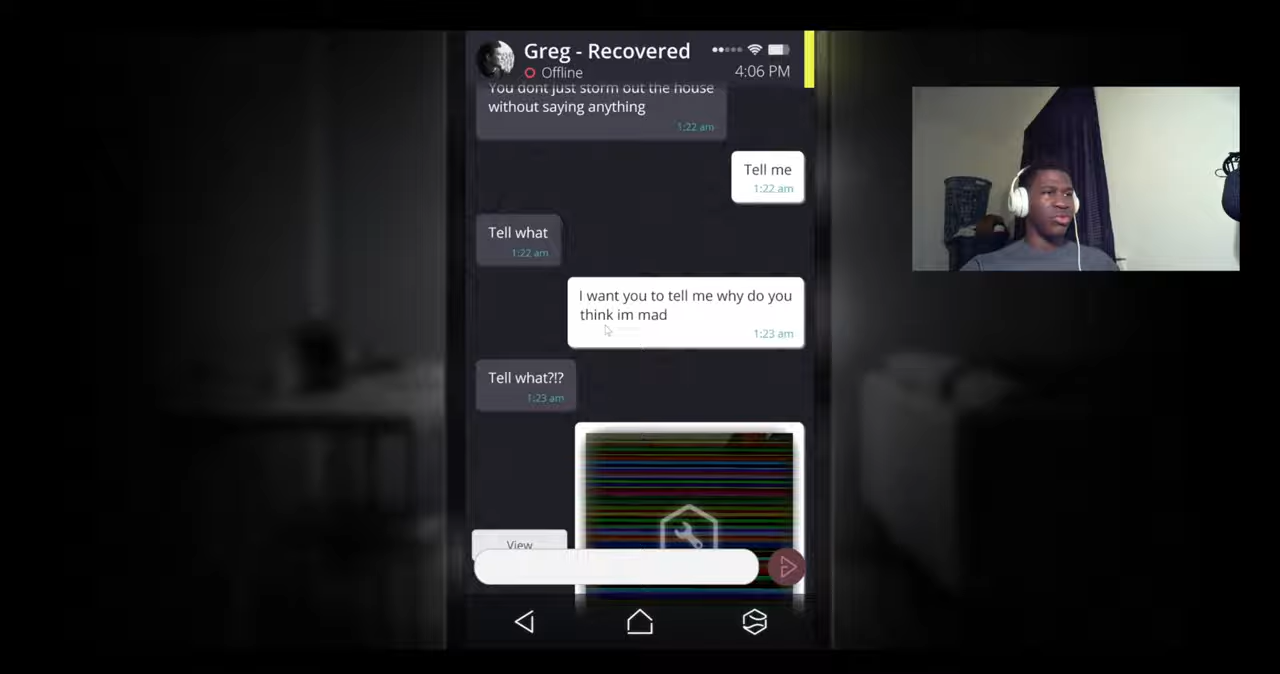 Greg - Recovered
Offline
4:06 PM
You dont just storm out the house
without saying anything
1:22 am
Tell me
1:22 am
Tell what
1:22 am
I want you to tell me why do you
think im mad
1:23 am
Tell what?!?
1:23 am
View